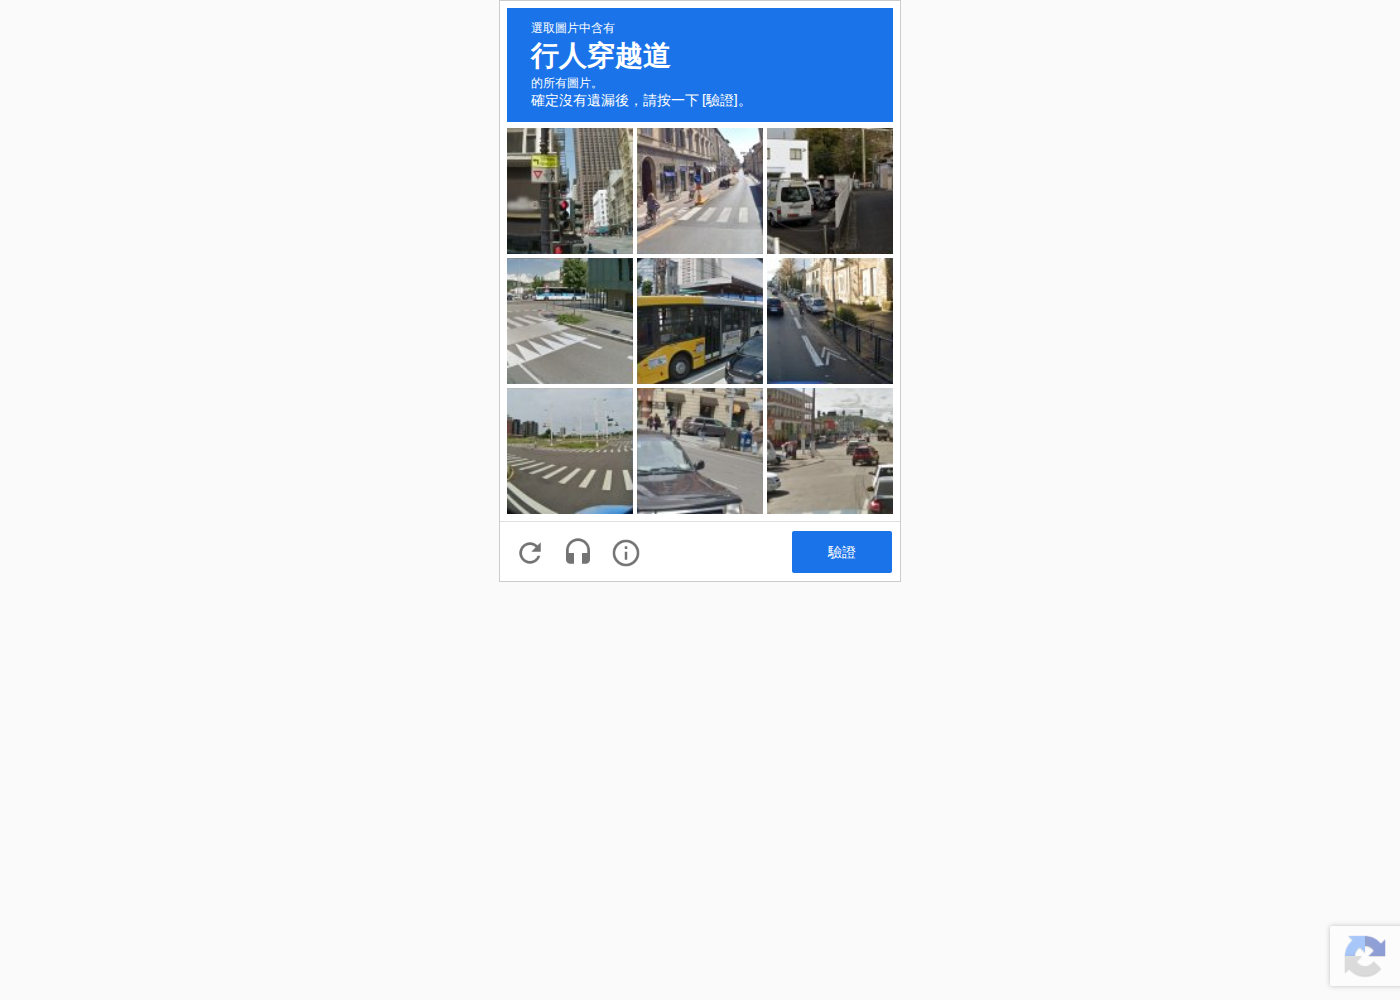 選取圖片中含有
行人穿越道
的所有圖片。
確定沒有遺漏後，請按一下 [驗證]。
驗證